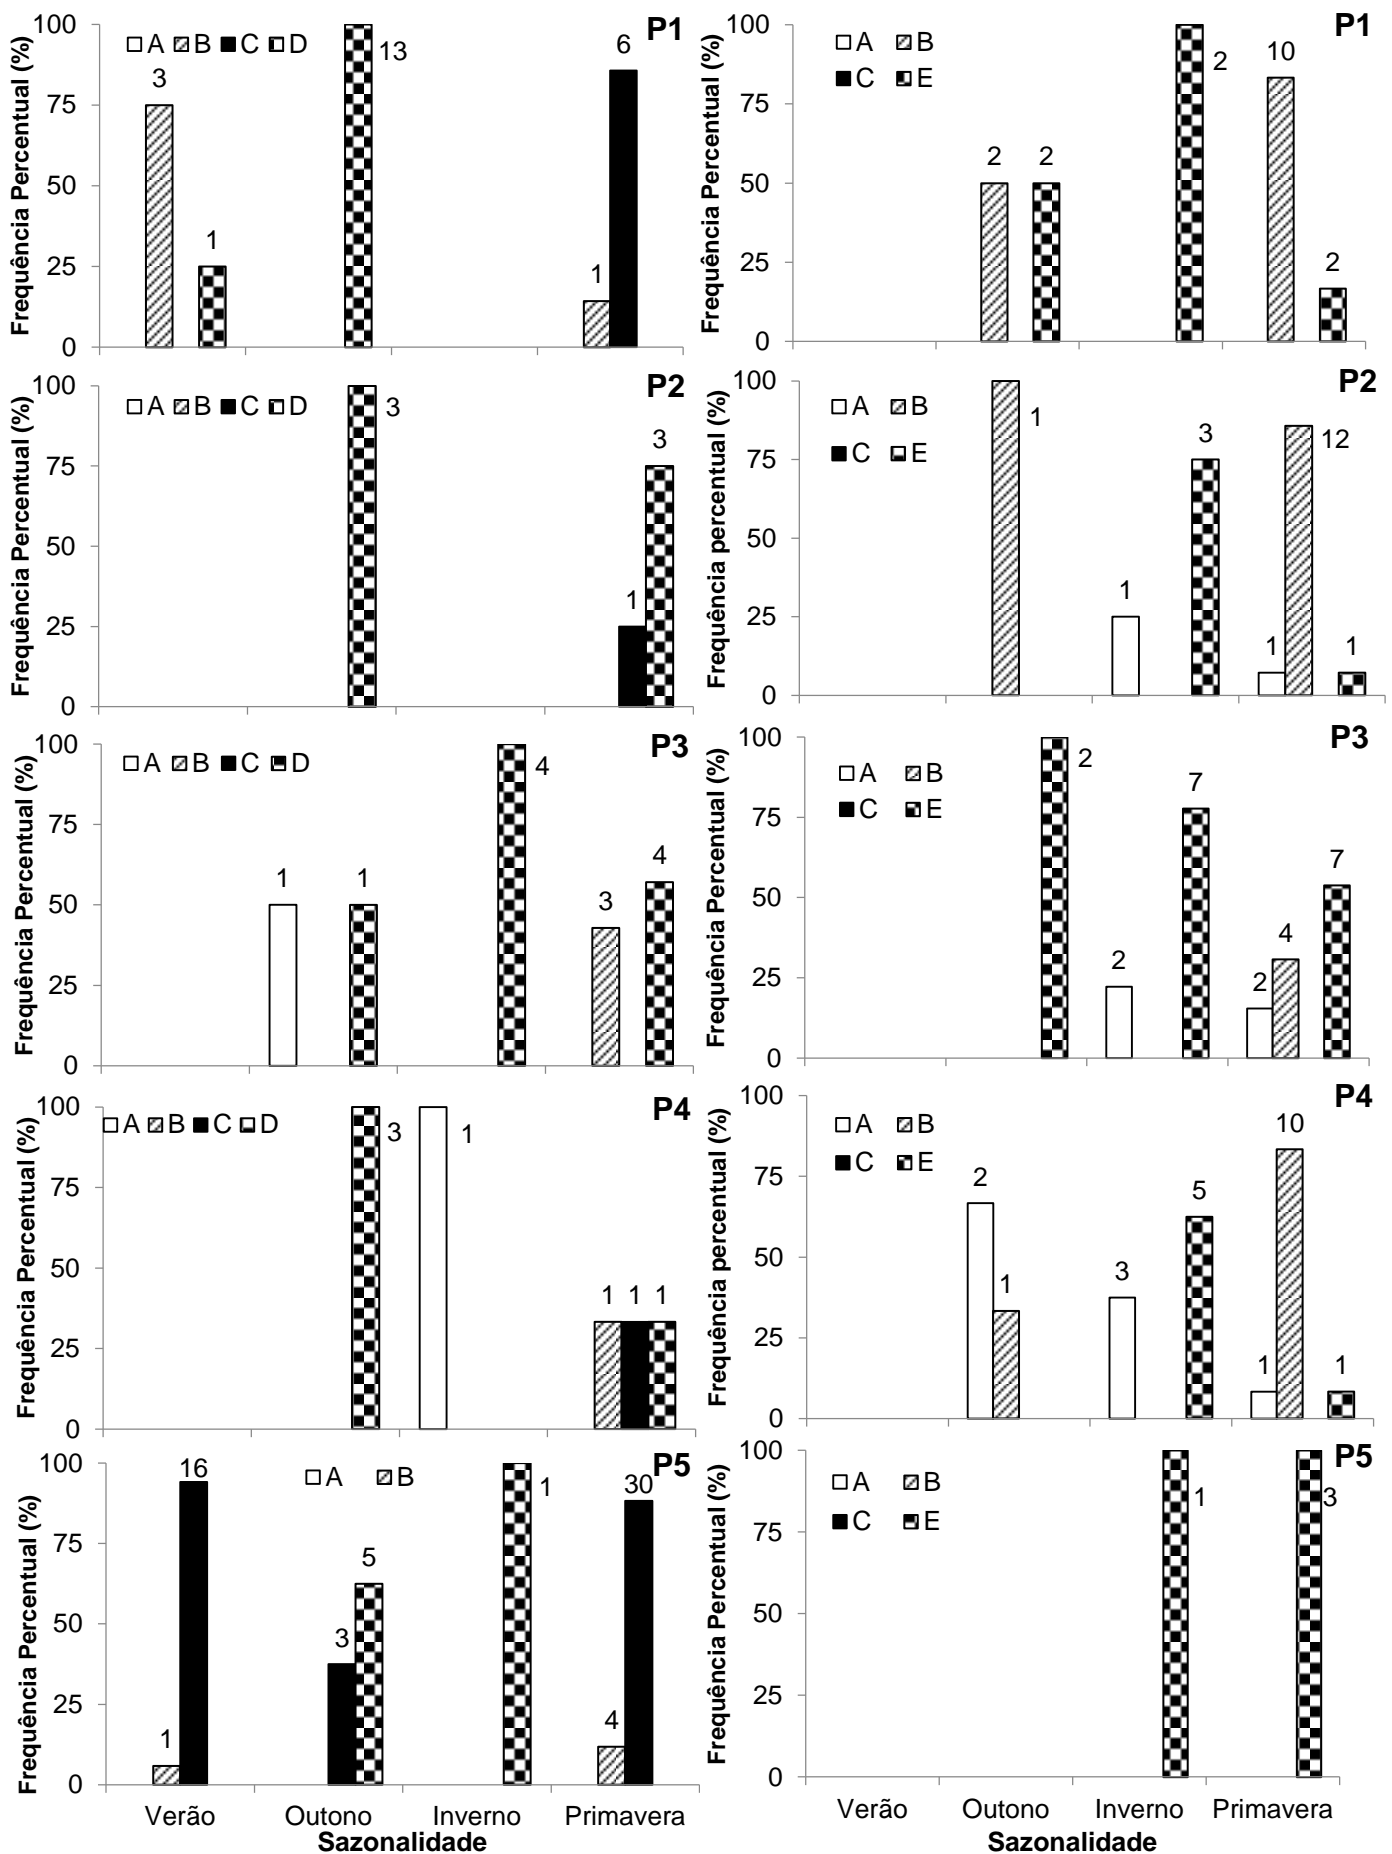 P1
A B C D
Frequência Percentual (%)
100
75
50
25
0
3
1
13
1
6
P1
A B
C E
Frequência Percentual (%)
100
75
50
25
0
2
2
2
10
2
P2
A B C D
Frequência Percentual (%)
100
75
50
25
0
3
1
3
P2
A B
C E
Frequência percentual (%)
100
75
50
25
0
1
1
3
1
12
1
P3
A B C D
Frequência Percentual (%)
100
75
50
25
0
1
1
4
3
4
P3
A B
C E
Frequência Percentual (%)
100
75
50
25
0
2
2
7
2
4
7
P4
A B C D
Frequência Percentual (%)
100
75
50
25
0
3
1
1
1
1
P4
A B
C E
Frequência percentual (%)
100
75
50
25
0
2
1
3
5
1
10
1
P5
A B
Frequência Percentual (%)
100
75
50
25
0
1
16
3
5
1
4
30
Verão Outono Inverno Primavera
Sazonalidade
P5
A B
C E
Frequência Percentual (%)
100
75
50
25
0
1
3
Verão Outono Inverno Primavera
Sazonalidade